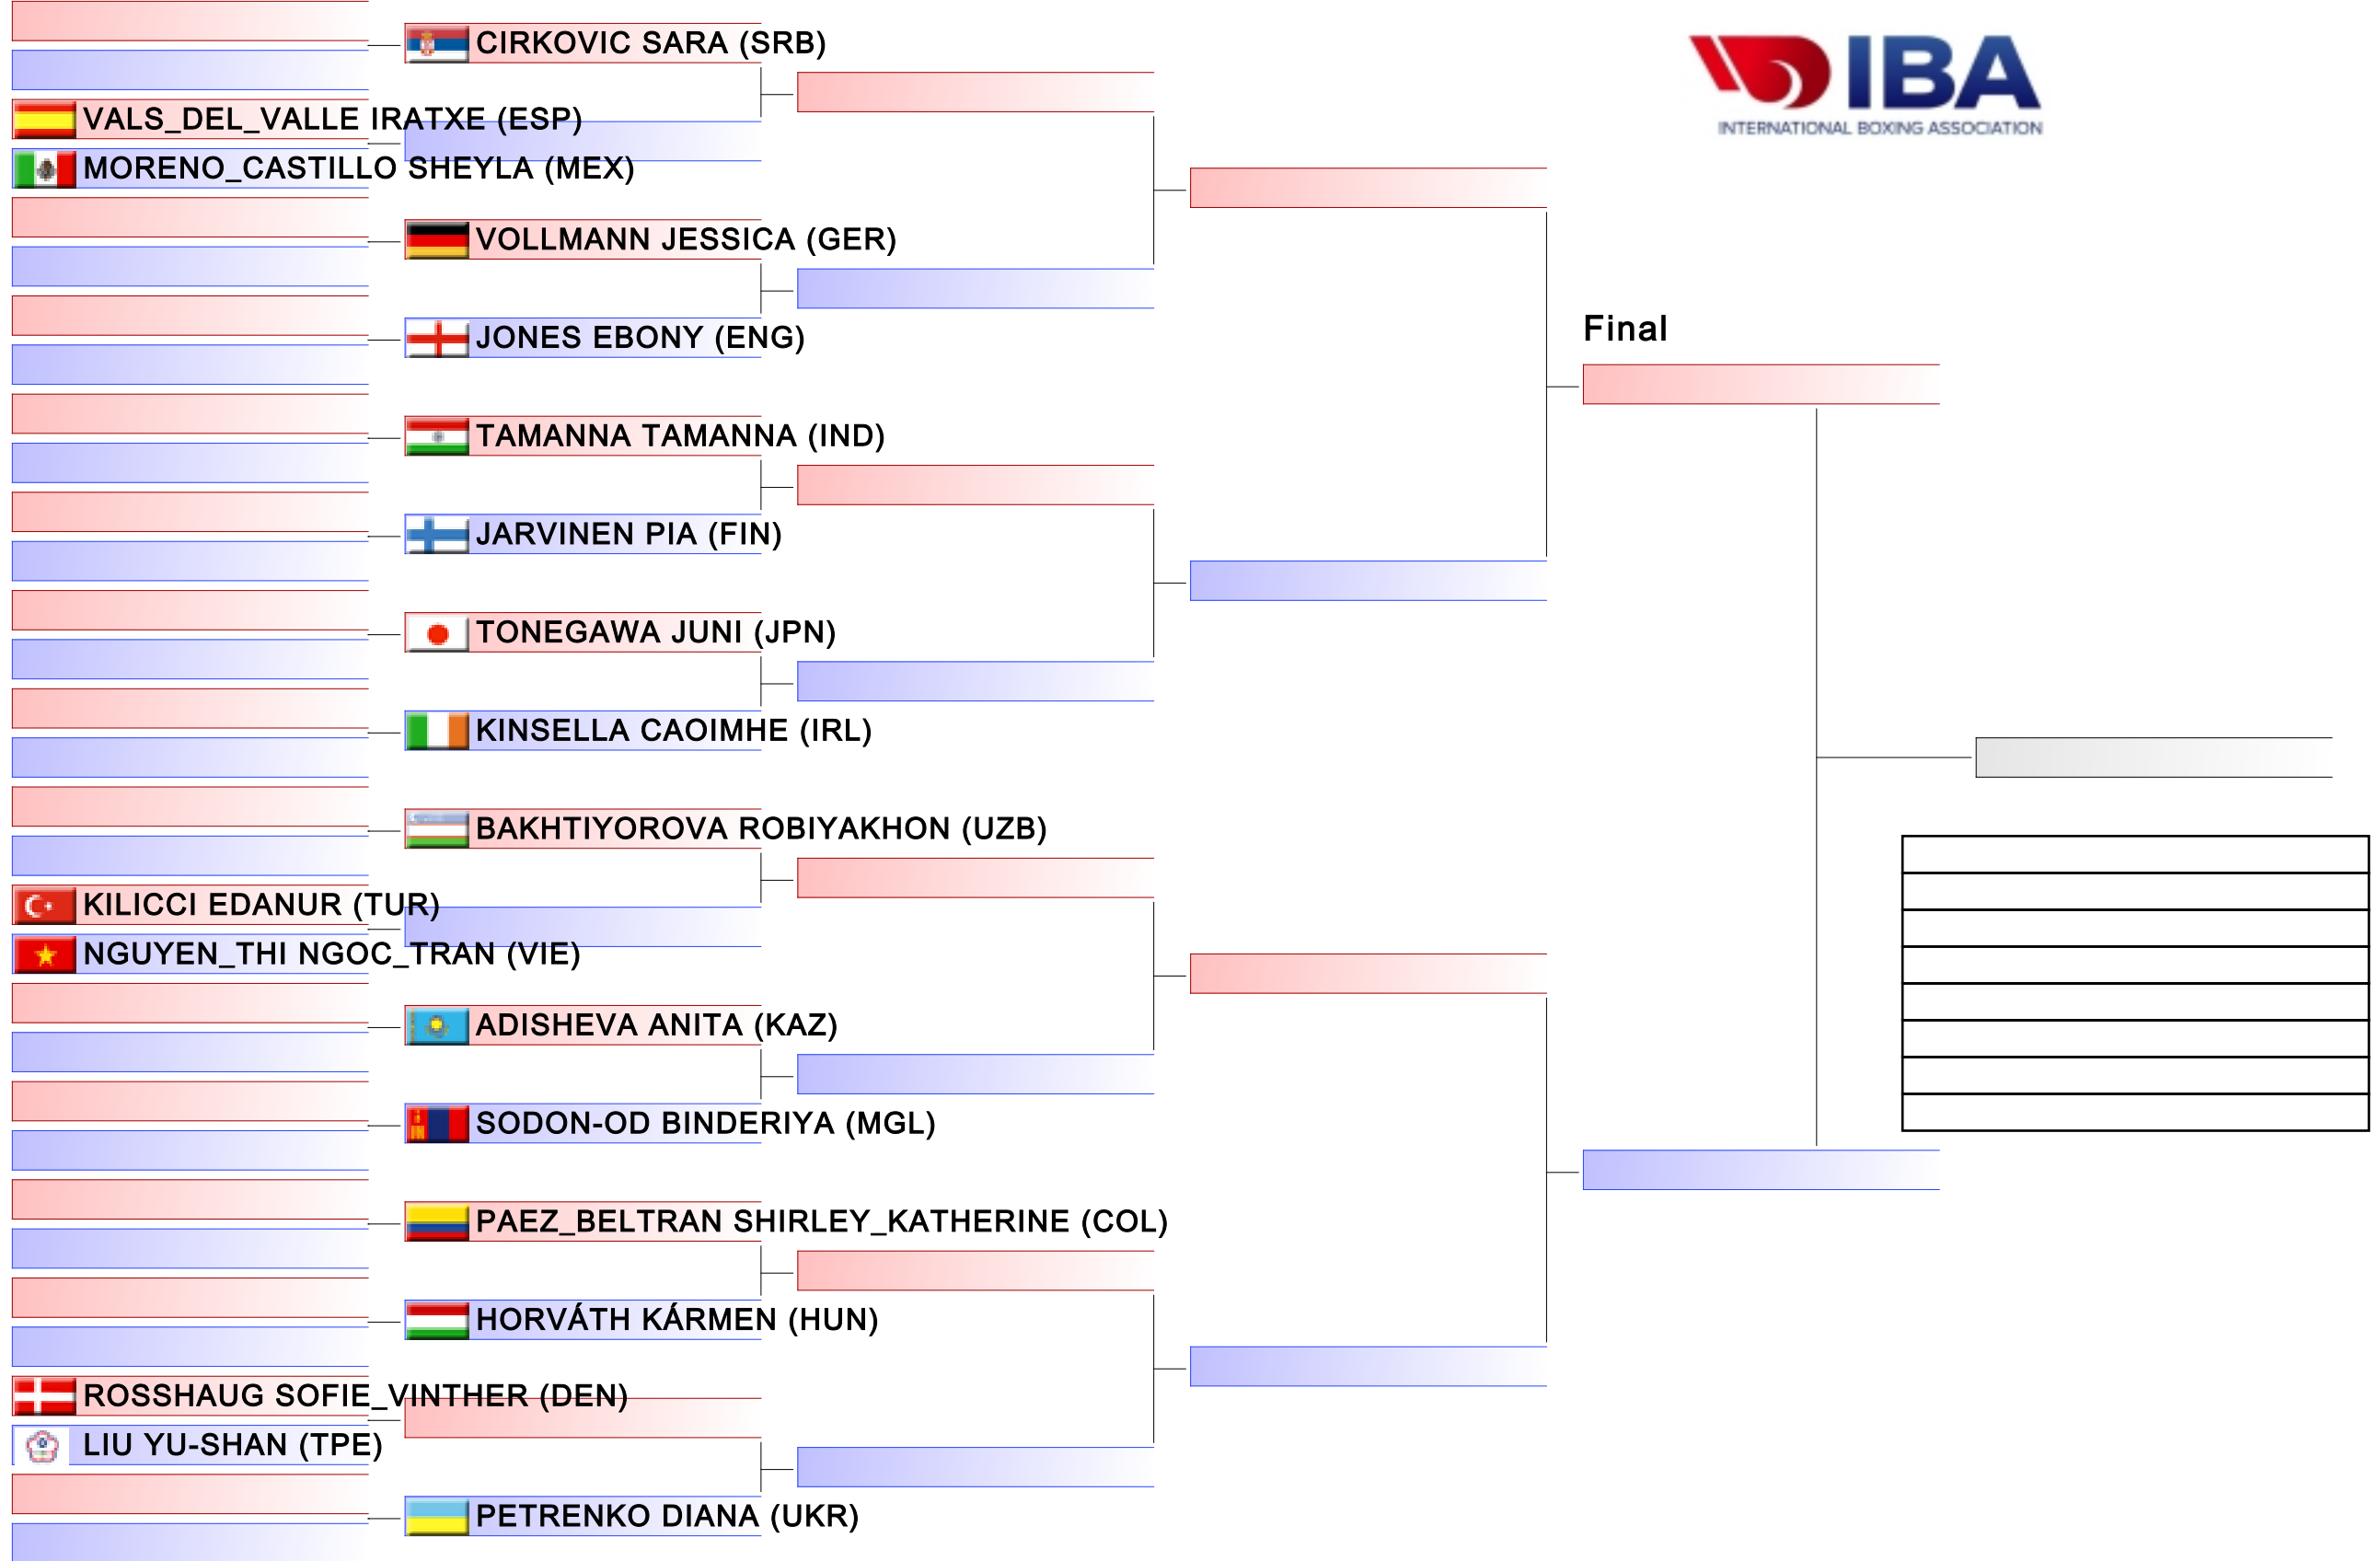 CIRKOVIC SARA (SRB)
IBA
INTERNATIONAL BOXING ASSOCIATION
VALS_DEL_VALLE IRATXE (ESP)
MORENO_CASTILLO SHEYLA (MEX)
VOLLMANN JESSICA (GER)
JONES EBONY (ENG)
Final
TAMANNA TAMANNA (IND)
JARVINEN PIA (FIN)
TONEGAWA JUNI (JPN)
KINSELLA CAOIMHE (IRL)
BAKHTIYOROVA ROBIYAKHON (UZB)
KILICCI EDANUR (TUR)
NGUYEN_THI NGOC_TRAN (VIE)
ADISHEVA ANITA (KAZ)
SODON-OD BINDERIYA (MGL)
PAEZ_BELTRAN SHIRLEY_KATHERINE (COL)
HORVÁTH KÁRMEN (HUN)
ROSSHAUG SOFIE_VINTHER (DEN)
LIU YU-SHAN (TPE)
PETRENKO DIANA (UKR)